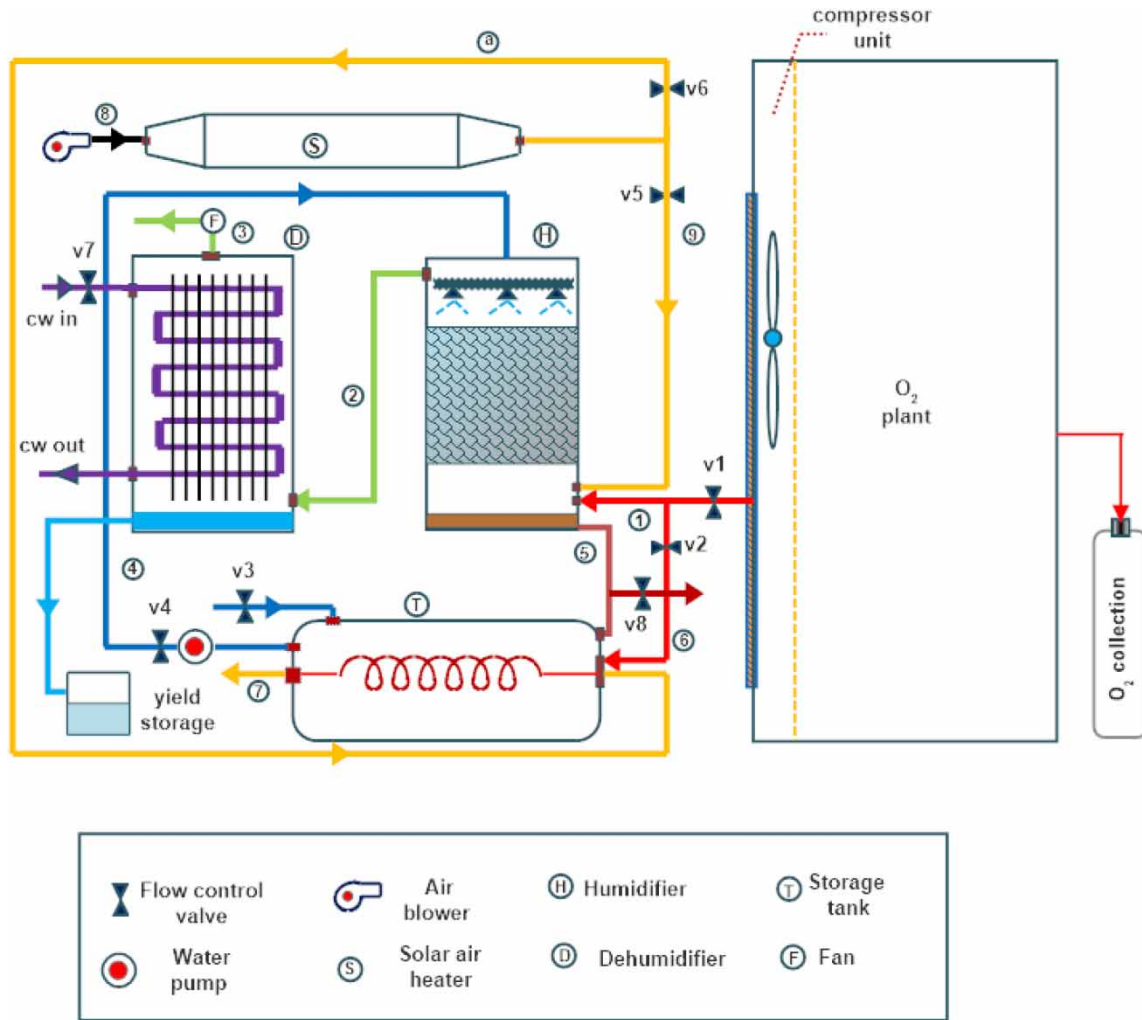 compressor
unit
a
v6
8
S
v5
F
3
D
H
9
v7
cw in
2
O2
plant
cw out
v1
1
v2
5
4
v3
T
v4
v8
6
7
yield
storage
O2 collection
Flow control
valve
Air
blower
H Humidifier
T Storage
tank
Water
pump
S Solar air
heater
D Dehumidifier
F Fan